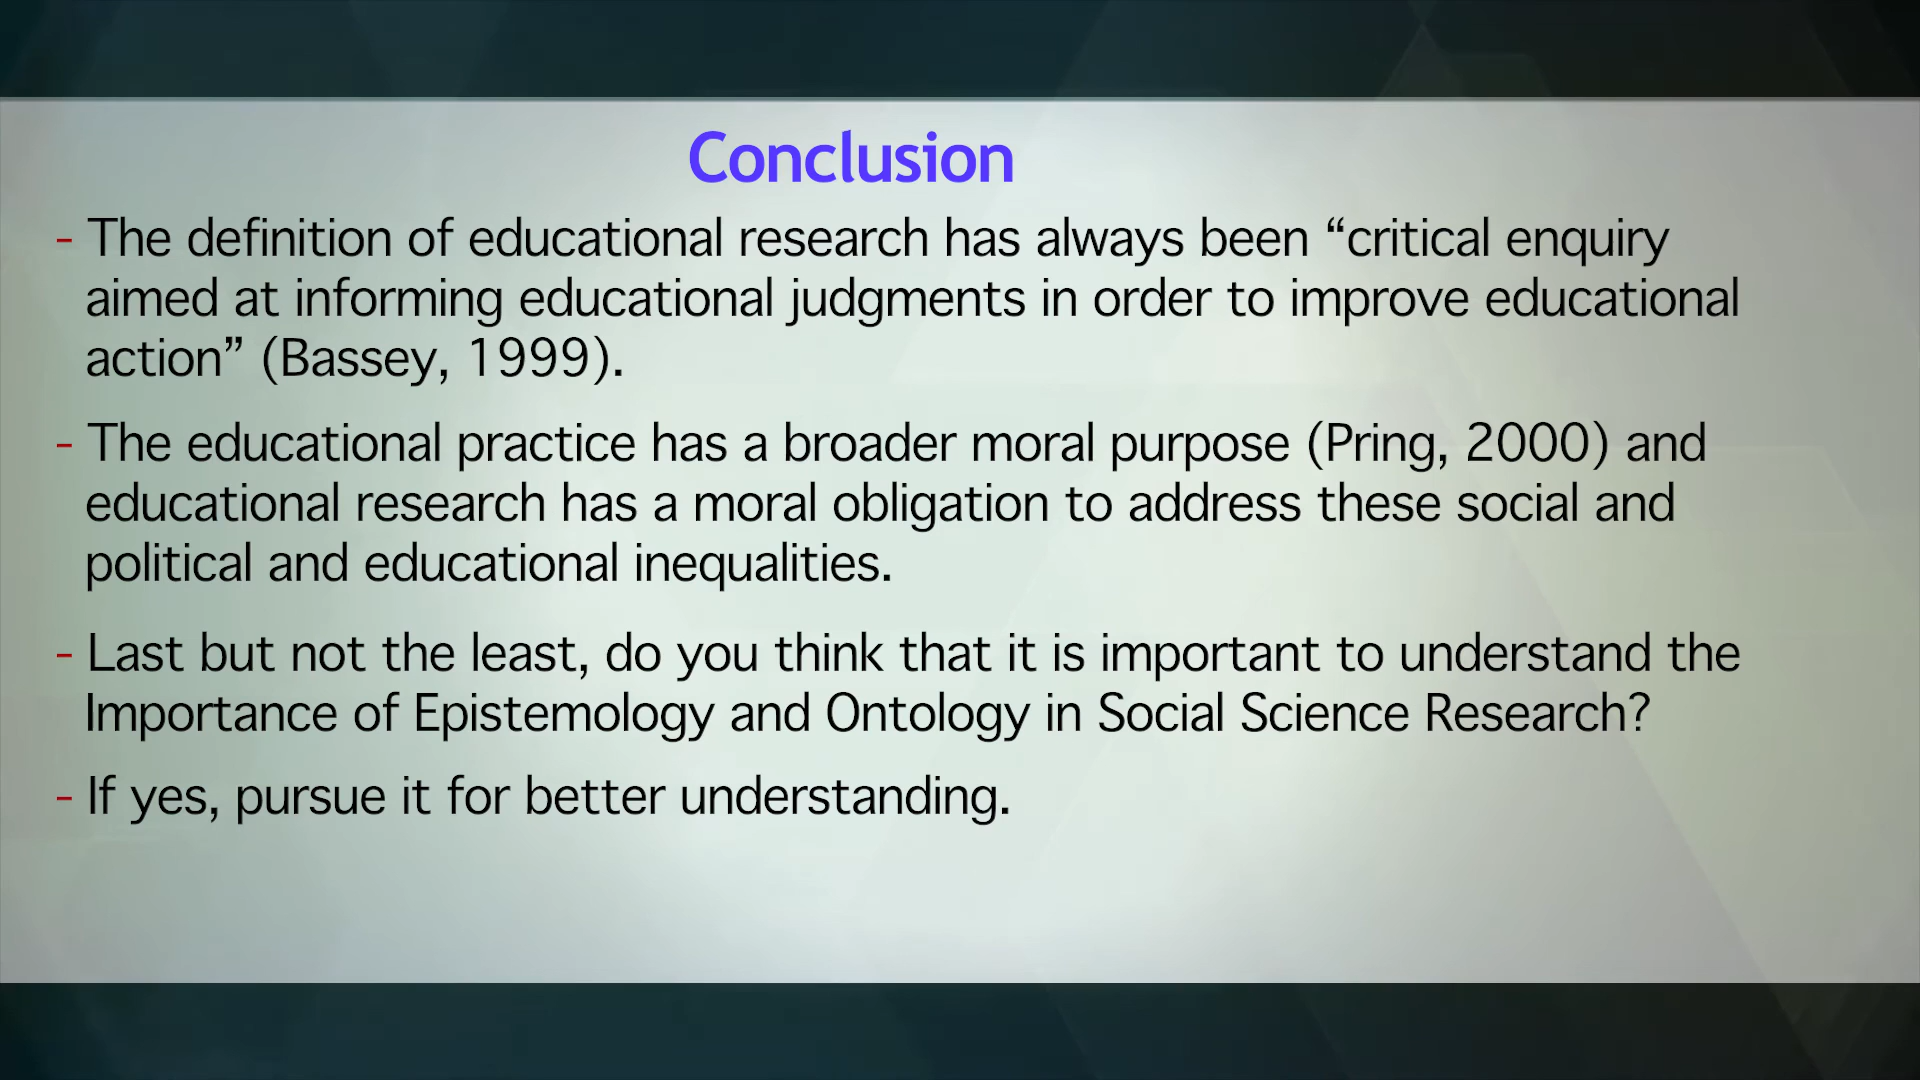 Conclusion
- The definition of educational research has always been “critical enquiry
aimed at informing educational judgments in order to improve educational
action” (Bassey, 1999).
- The educational practice has a broader moral purpose (Pring, 2000) and
educational research has a moral obligation to address these social and
political and educational inequalities.
- Last but not the least, do you think that it is important to understand the
Importance of Epistemology and Ontology in Social Science Research?
- If yes, pursue it for better understanding.